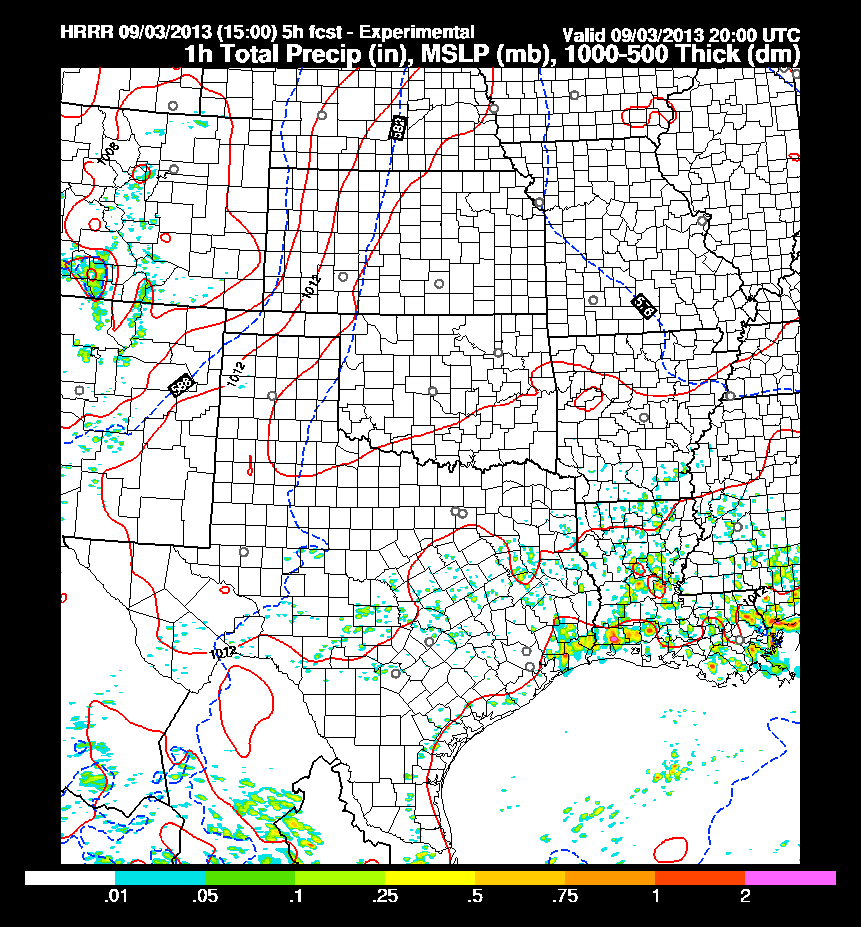 HRRR 09/03/2013 (15:00) 5h fcst - Experimental
Valid 09/03/2013 20:00 UTC
1h Total Precip (in), MSLP (mb), 1000-500 Thick (dm)
1008
1012
576
588
1012
1012
1012
.01 .05 .1 .25 .5 .75 1 2